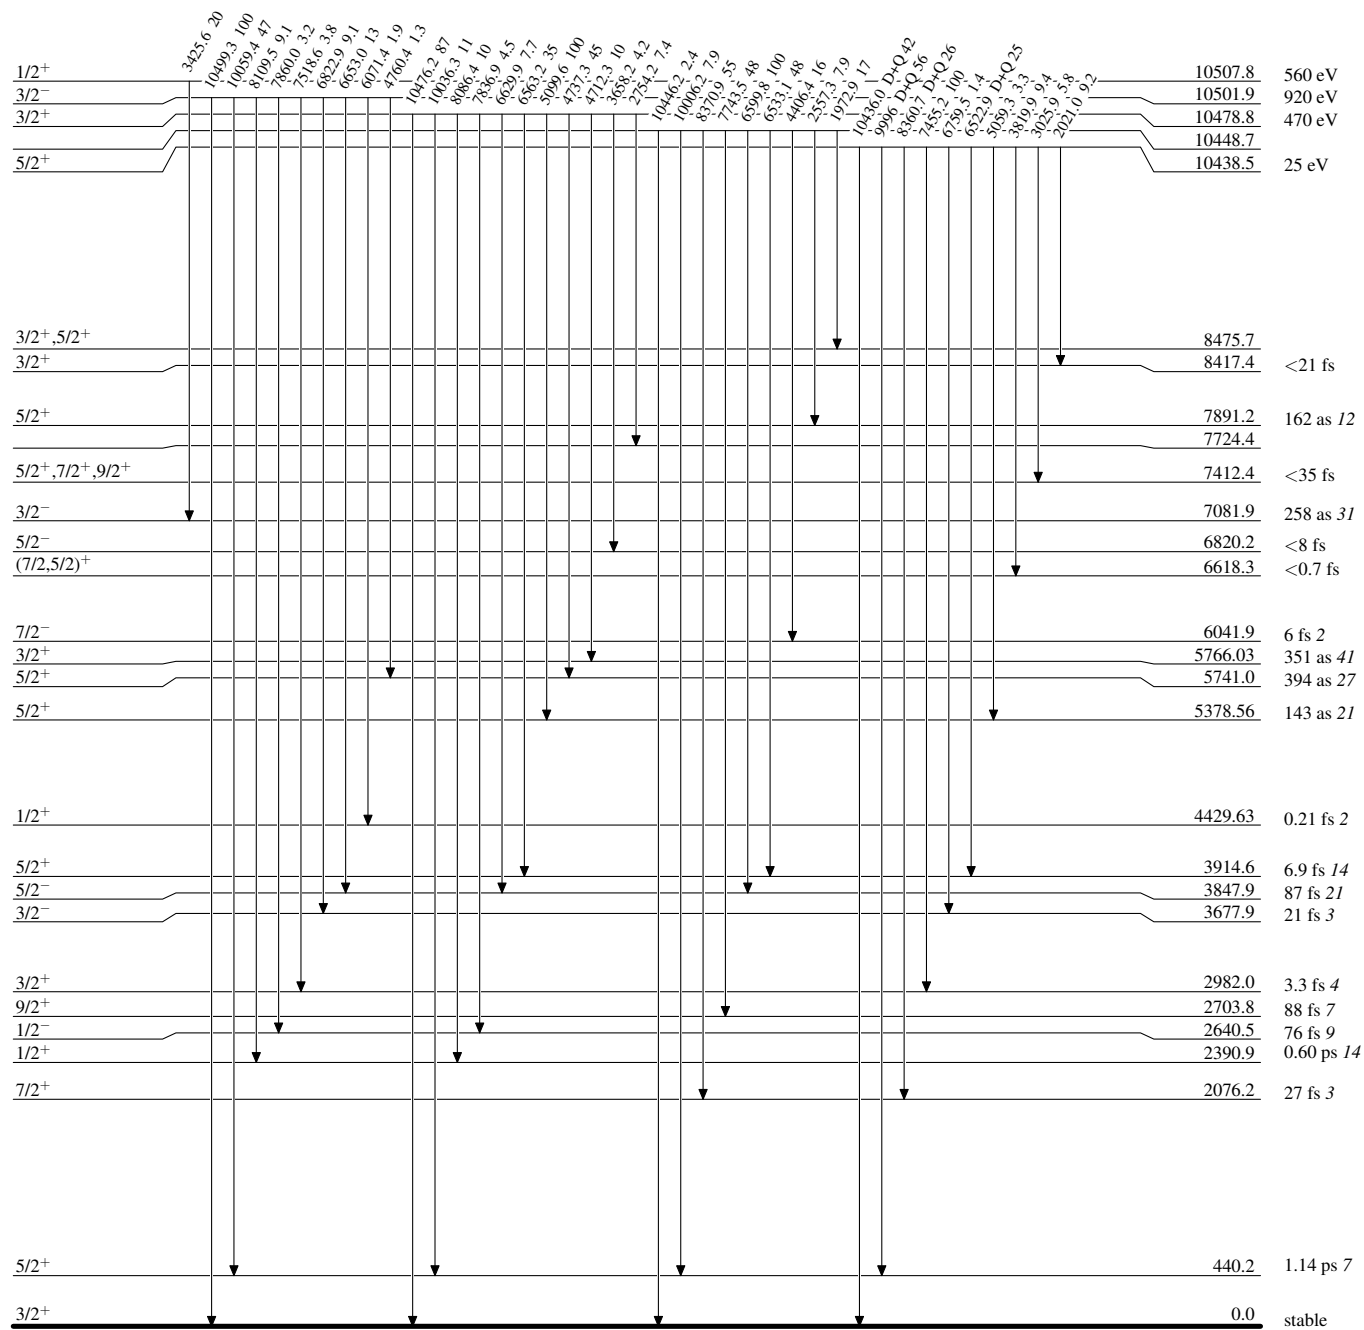 3425.6 20
10499.3 100
10059.4 47
8109.5 9.1
7860.0 3.2
7518.6 3.8
6822.9 9.1
6653.0 13
6071.4 1.9
4760.4 1.3
10476.2 87
10036.3 11
8086.4 10
7836.9 4.5
6629.9 7.7
6563.2 35
5099.6 100
4737.3 45
4712.3 10
3658.2 4.2
2754.2 7.4
10446.2 2.4
10006.2 7.9
8370.9 55
7743.5 48
6599.8 100
6533.1 48
4406.4 16
2557.3 7.9
1972.9 17
10436.0 D+Q 42
9996 D+Q 56
8360.7 D+Q 26
7455.2 100
6759.5 1.4
6522.9 D+Q 25
5059.3 3.3
3819.9 9.4
3025.9 5.8
2021.0 9.2
1/2+ 10507.8 560 eV
3/2− 10501.9 920 eV
3/2+ 10478.8 470 eV
10448.7
5/2+ 10438.5 25 eV
3/2+,5/2+ 8475.7
3/2+ 8417.4 <21 fs
5/2+ 7891.2 162 as 12
7724.4
5/2+,7/2+,9/2+ 7412.4 <35 fs
3/2− 7081.9 258 as 31
5/2− 6820.2 <8 fs
(7/2,5/2)+ 6618.3 <0.7 fs
7/2− 6041.9 6 fs 2
3/2+ 5766.03 351 as 41
5/2+ 5741.0 394 as 27
5/2+ 5378.56 143 as 21
1/2+ 4429.63 0.21 fs 2
5/2+ 3914.6 6.9 fs 14
5/2− 3847.9 87 fs 21
3/2− 3677.9 21 fs 3
3/2+ 2982.0 3.3 fs 4
9/2+ 2703.8 88 fs 7
1/2− 2640.5 76 fs 9
1/2+ 2390.9 0.60 ps 14
7/2+ 2076.2 27 fs 3
5/2+ 440.2 1.14 ps 7
3/2+ 0.0 stable